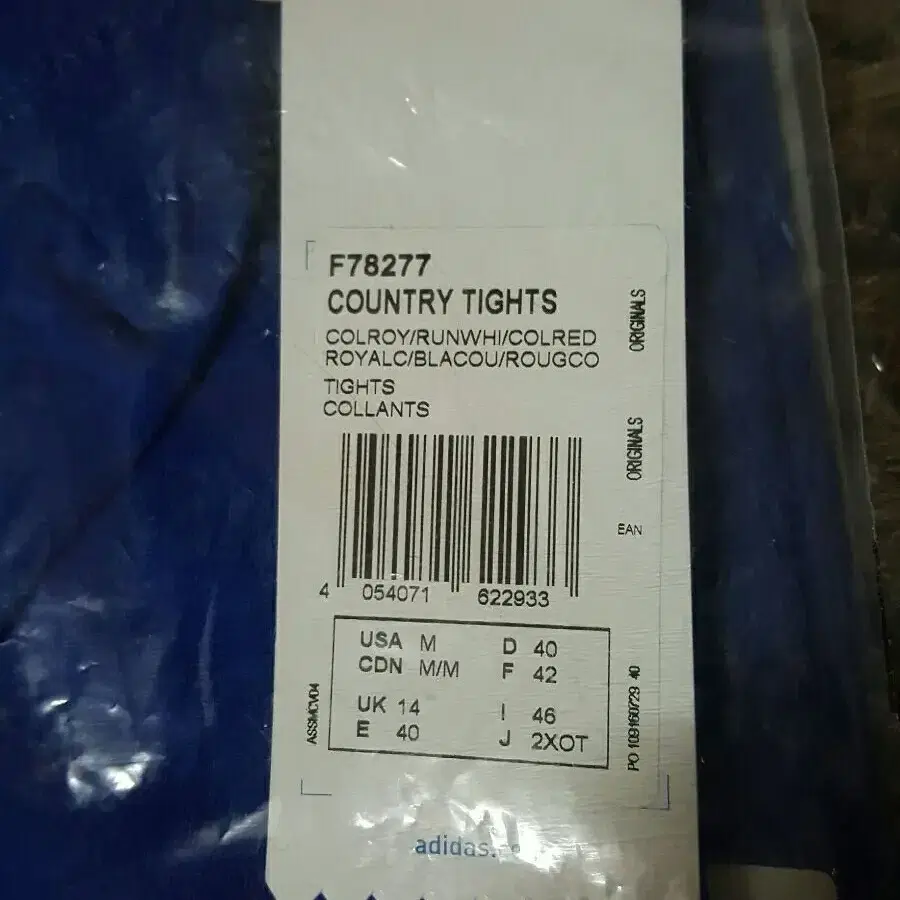 F78277
COUNTRY TIGHTS
COLROY/RUNWHI/COLRED
ROYALC/BLACOU/ROUGCO
TIGHTS
COLLANTS
ORIGINALS
ORIGINALS
EAN
4 054071 622933
USA M D 40
CDN M/M F 42
UK 14 I 46
E 40 J 2XOT
ASSMCV04
PO 109160729 40
adidas.